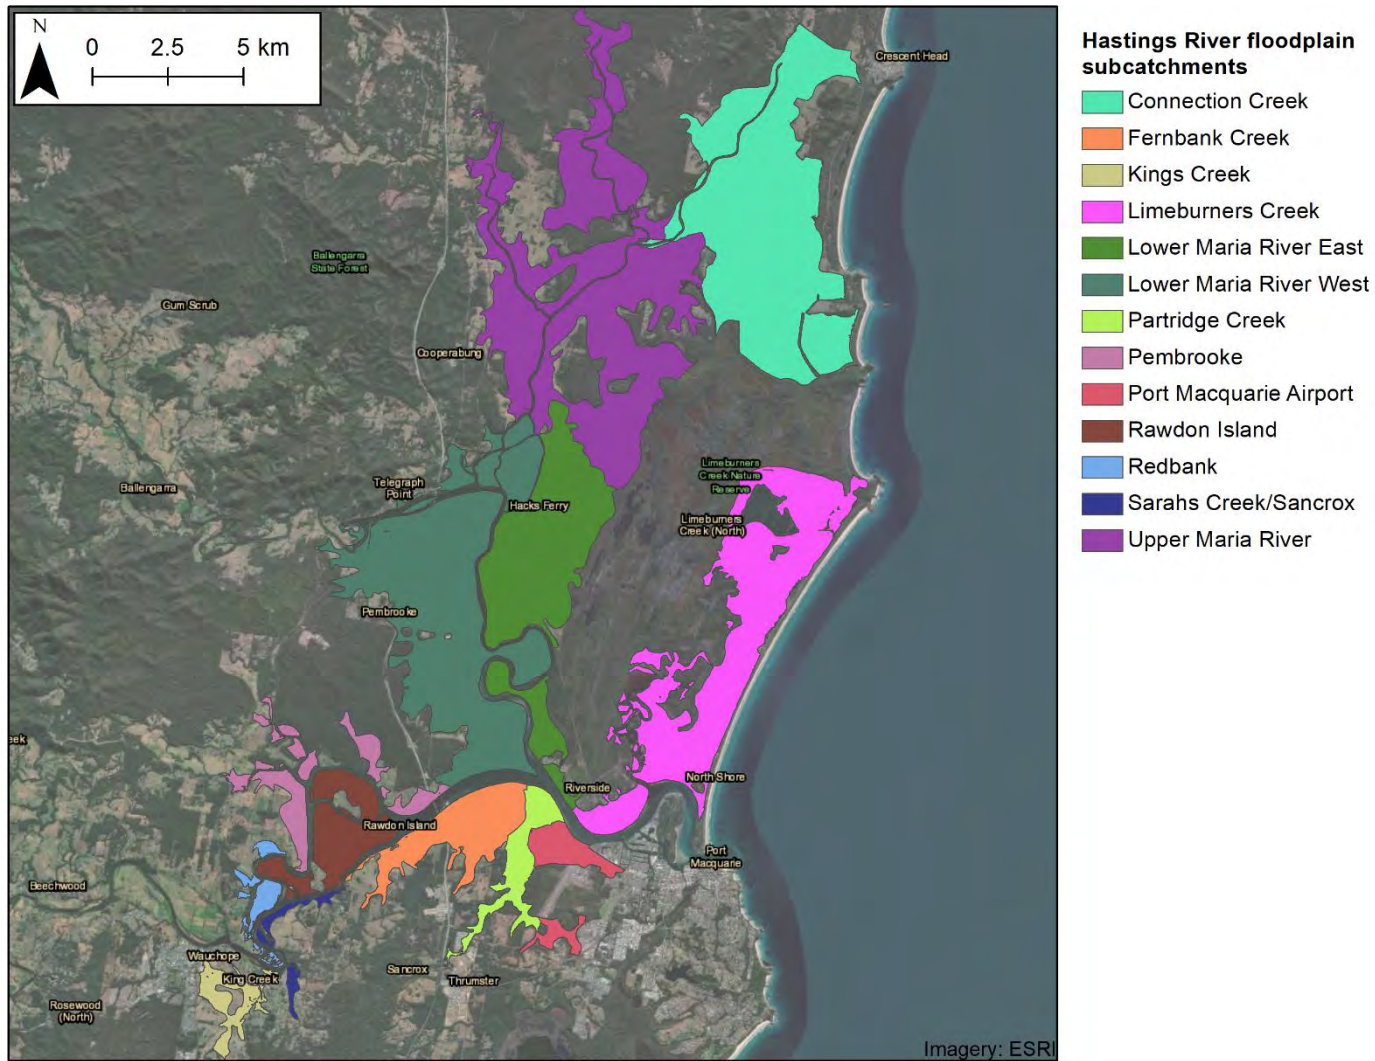 N
0 2.5 5 km
Crescent Head
Ballengarra
State Forest
Gum Scrub
Cooperabung
Limeburners
Creek Nature
Reserve
Telegraph
Point
Ballengarra
Hacks Ferry
Limeburners
Creek (North)
Pembrooke
eek
North Shore
Riverside
Rawdon Island
Port
Macquarie
Beechwood
Wauchope
King Creek
Sancrox
Thrumster
Rosewood
(North)
Imagery: ESRI
Hastings River floodplain
subcatchments
Connection Creek
Fernbank Creek
Kings Creek
Limeburners Creek
Lower Maria River East
Lower Maria River West
Partridge Creek
Pembrooke
Port Macquarie Airport
Rawdon Island
Redbank
Sarahs Creek/Sancrox
Upper Maria River